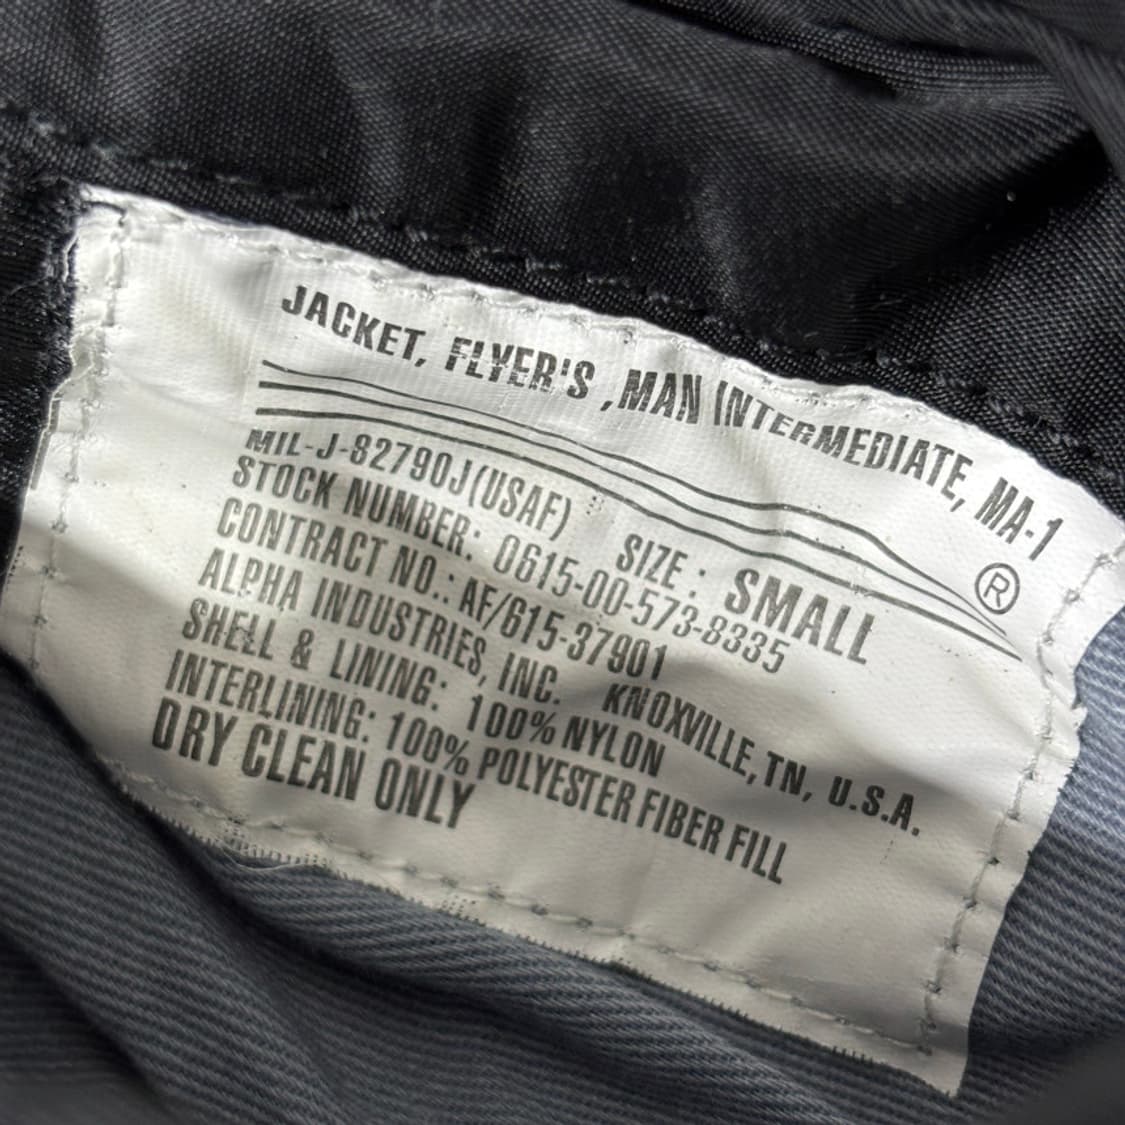 JACKET, FLYER'S ,MAN INTERMEDIATE, MA-1
®
MIL-J-82790J(USAF) SIZE : SMALL
STOCK NUMBER: 0615-00-573-8335
CONTRACT NO.: AF/615-37901
ALPHA INDUSTRIES, INC. KNOXVILLE, TN, U.S.A.
SHELL & LINING: 100% NYLON
INTERLINING: 100% POLYESTER FIBER FILL
DRY CLEAN ONLY